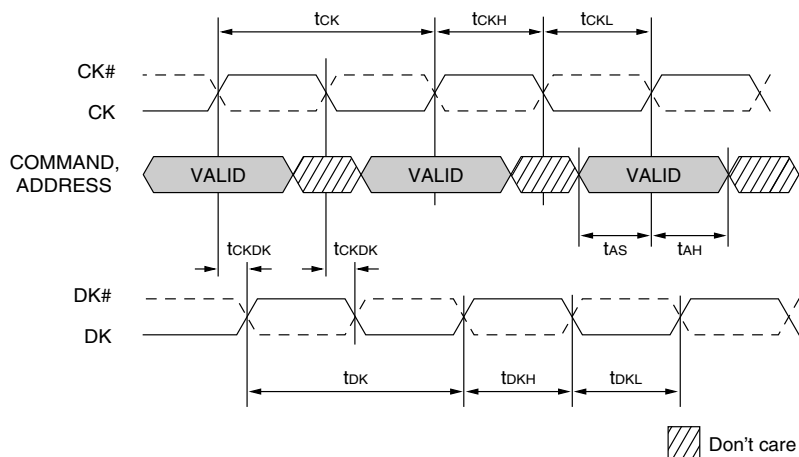 tCK tCKH tCKL
CK#
CK
COMMAND,
ADDRESS
VALID VALID VALID
tCKDK tCKDK tAS tAH
DK#
DK
tDK tDKH tDKL
Don't care